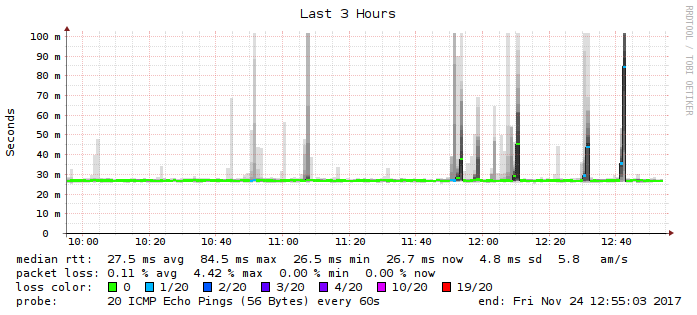 Last 3 Hours
RRDTOOL / TOBI OETIKER
Seconds
100 m
90 m
80 m
70 m
60 m
50 m
40 m
30 m
20 m
10 m
0
10:00 10:20 10:40 11:00 11:20 11:40 12:00 12:20 12:40
median rtt: 27.5 ms avg 84.5 ms max 26.5 ms min 26.7 ms now 4.8 ms sd 5.8 am/s
packet loss: 0.11 % avg 4.42 % max 0.00 % min 0.00 % now
loss color: 0 1/20 2/20 3/20 4/20 10/20 19/20
probe: 20 ICMP Echo Pings (56 Bytes) every 60s end: Fri Nov 24 12:55:03 2017